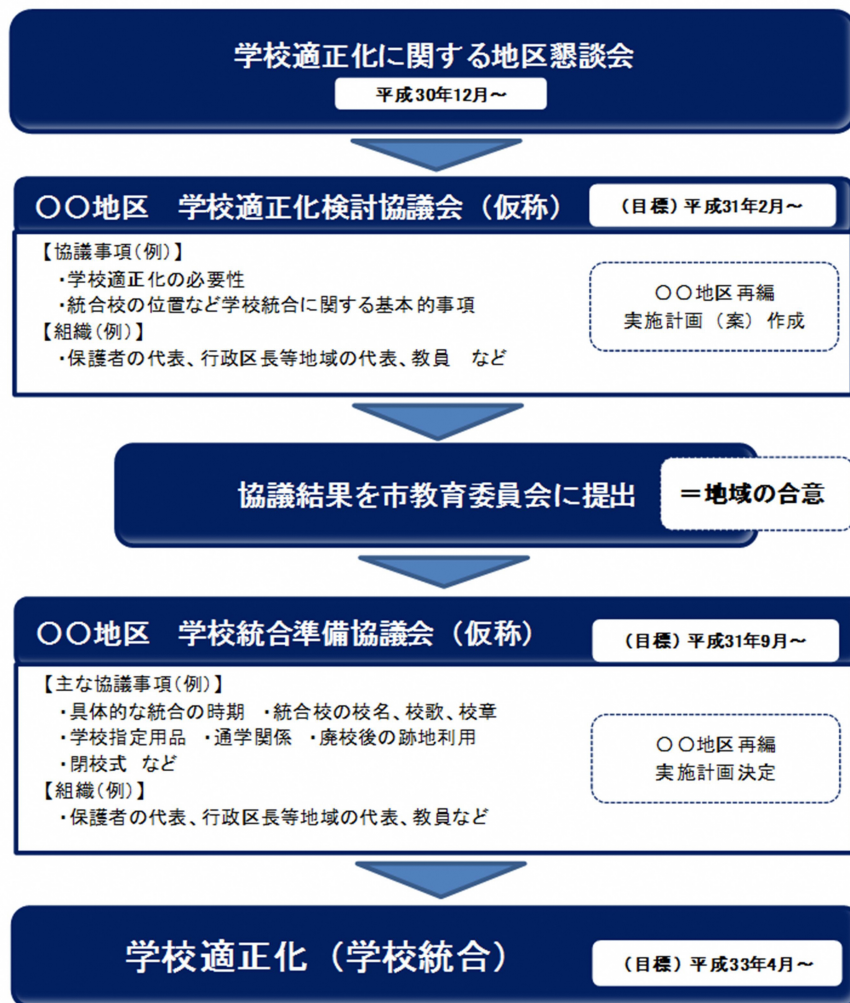 学校適正化に関する地区懇談会
平成30年12月～
〇〇地区　学校適正化検討協議会（仮称）
（目標）平成31年2月～
【協議事項（例）】
・学校適正化の必要性
・統合校の位置など学校統合に関する基本的事項
【組織（例）】
・保護者の代表、行政区長等地域の代表、教員　など
〇〇地区再編
実施計画（案）作成
協議結果を市教育委員会に提出
＝地域の合意
〇〇地区　学校統合準備協議会（仮称）
（目標）平成31年9月～
【主な協議事項（例）】
・具体的な統合の時期　・統合校の校名、校歌、校章
・学校指定用品　・通学関係　・廃校後の跡地利用
・閉校式　など
【組織（例）】
・保護者の代表、行政区長等地域の代表、教員など
〇〇地区再編
実施計画決定
学校適正化（学校統合）
（目標）平成33年4月～